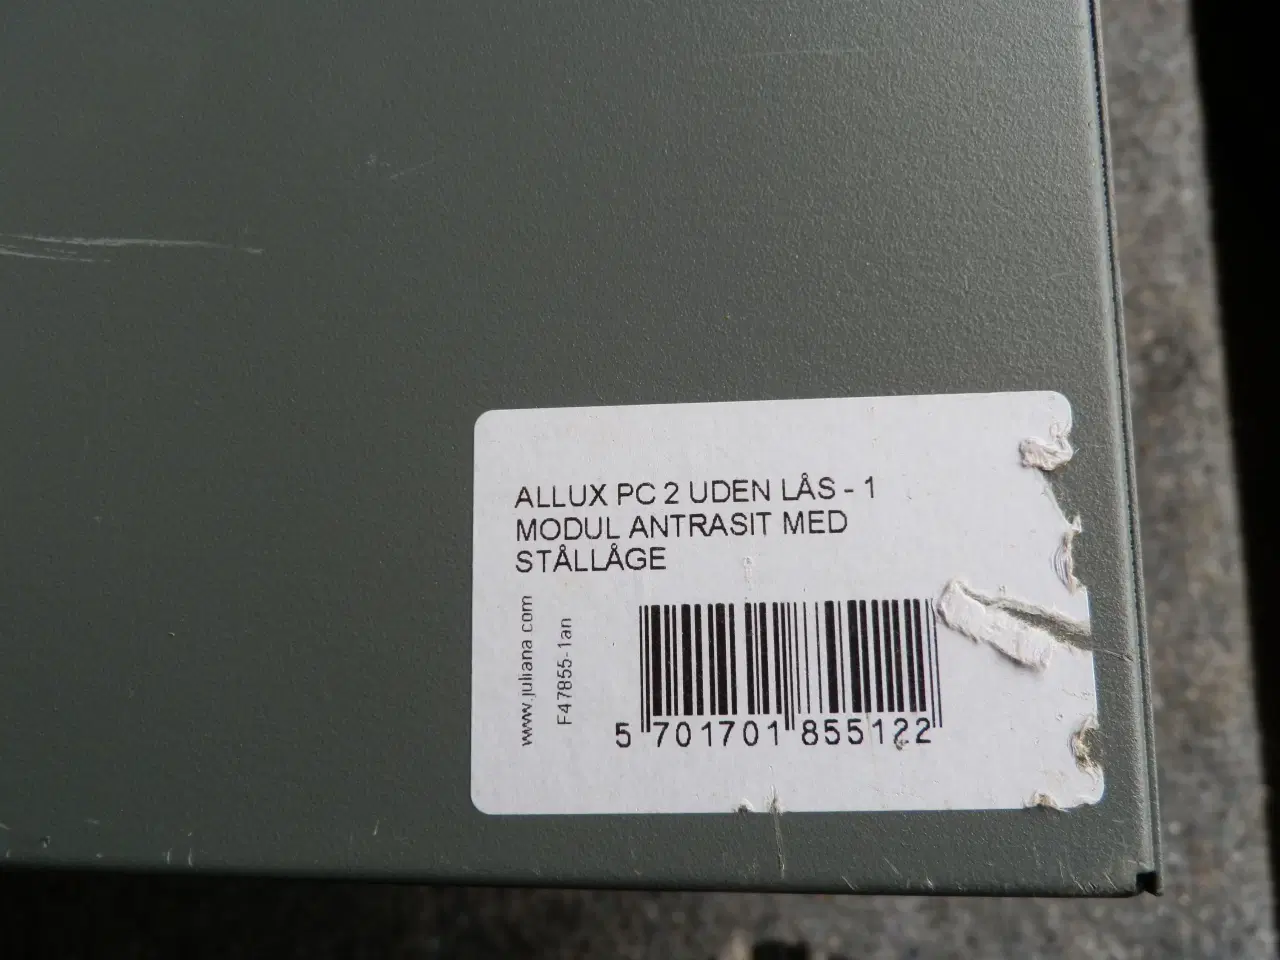 ALLUX PC 2 UDEN LÅS - 1
MODUL ANTRASIT MED
STÅLLÅGE
www.juliana com
F47855-1an
5 701701 855122